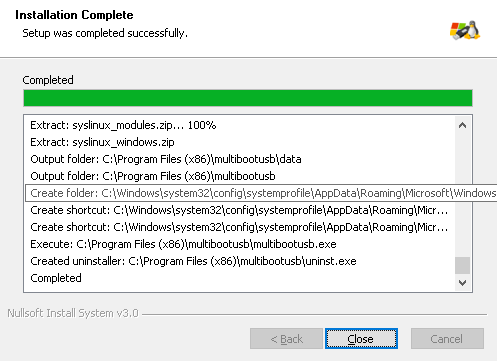 Installation Complete
Setup was completed successfully.
Completed
Extract: syslinux_modules.zip... 100%
Extract: syslinux_windows.zip
Output folder: C:\Program Files (x86)\multibootusb\data
Output folder: C:\Program Files (x86)\multibootusb
Create folder: C:\Windows\system32\config\systemprofile\AppData\Roaming\Microsoft\Windows
Create shortcut: C:\Windows\system32\config\systemprofile\AppData\Roaming\Micr...
Create shortcut: C:\Windows\system32\config\systemprofile\AppData\Roaming\Micr...
Execute: C:\Program Files (x86)\multibootusb\multibootusb.exe
Created uninstaller: C:\Program Files (x86)\multibootusb\uninst.exe
Completed
Nullsoft Install System v3.0
< Back
Close
Cancel